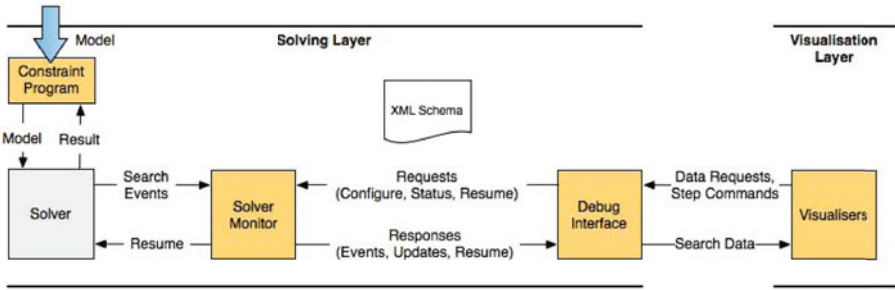 Model
Solving Layer
Visualisation
Layer
Constraint
Program
XML Schema
Model
Result
Search
Events
Requests
(Configure, Status, Resume)
Data Requests,
Step Commands
Solver
Solver
Monitor
Debug
Interface
Visualisers
Resume
Responses
(Events, Updates, Resume)
Search Data